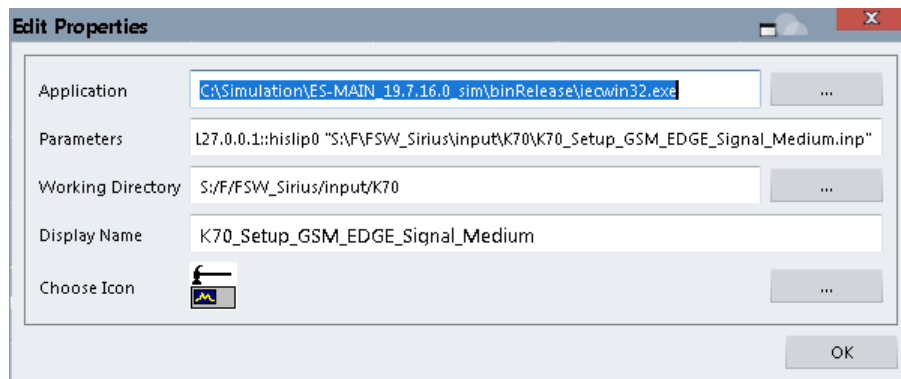 Edit Properties
x
Application C:\Simulation\ES-MAIN_19.7.16.0_sim\binRelease\iecwin32.exe ...
Parameters L27.0.0.1::hislip0 "S:\F\FSW_Sirius\input\K70\K70_Setup_GSM_EDGE_Signal_Medium.inp"
Working Directory S:/F/FSW_Sirius/input/K70 ...
Display Name K70_Setup_GSM_EDGE_Signal_Medium
Choose Icon ...
OK